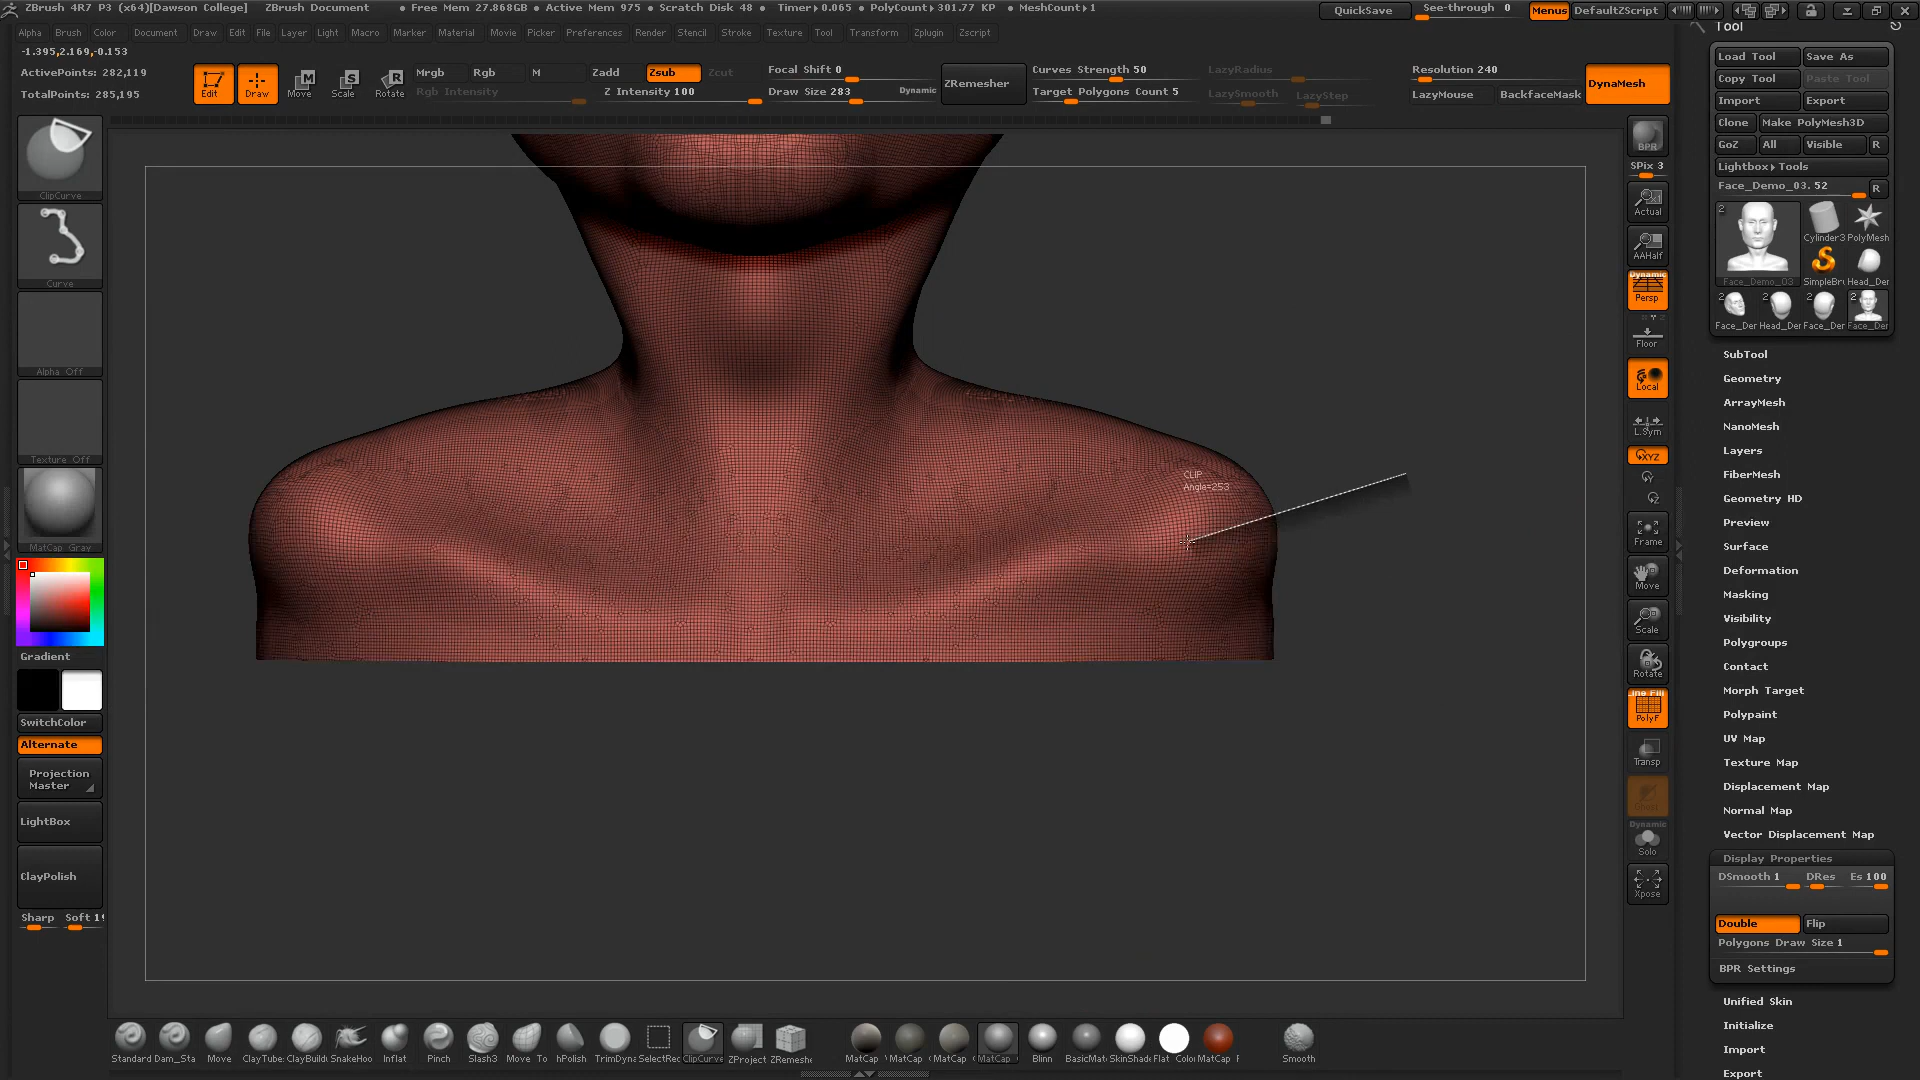 ZBrush 4R7 P3 (x64)[Dawson College] ZBrush Document • Free Mem 27.868GB • Active Mem 975 • Scratch Disk 48 • Timer▸0.065 • PolyCount▸301.77 KP • MeshCount▸1 QuickSave See-through 0 Menus DefaultZScript
Alpha Brush Color Document Draw Edit File Layer Light Macro Marker Material Movie Picker Preferences Render Stencil Stroke Texture Tool Transform Zplugin Zscript
-1.395,2.169,-0.153
ActivePoints: 282,119
TotalPoints: 285,195
Edit Draw Move Scale Rotate
Mrgb Rgb M
Rgb Intensity
Zadd Zsub Zcut
Z Intensity 100
Focal Shift 0
Draw Size 283 Dynamic
ZRemesher
Curves Strength 50
Target Polygons Count 5
LazyRadius
LazySmooth LazyStep
Resolution 240
LazyMouse BackfaceMask
DynaMesh
ClipCurve
Curve
Alpha Off
Texture Off
MatCap Gray
Gradient
SwitchColor
Alternate
Projection
Master
LightBox
ClayPolish
Sharp Soft 19
CLIP
Angle=253
BPR
SPix 3
Actual
AAHalf
Dynamic
Persp
Floor
Local
L.Sym
XYZ
Frame
Move
Scale
Rotate
Line Fill
PolyF
Transp
Ghost
Dynamic
Solo
Xpose
Tool
Load Tool Save As
Copy Tool Paste Tool
Import Export
Clone Make PolyMesh3D
GoZ All Visible R
Lightbox▸Tools
Face_Demo_03. 52 R
2
Cylinder3 PolyMesh
Face_Demo_03 SimpleBru Head_Der
2 2 2 2
Face_Der Head_Der Face_Der Face_Der
SubTool
Geometry
ArrayMesh
NanoMesh
Layers
FiberMesh
Geometry HD
Preview
Surface
Deformation
Masking
Visibility
Polygroups
Contact
Morph Target
Polypaint
UV Map
Texture Map
Displacement Map
Normal Map
Vector Displacement Map
Display Properties
DSmooth 1 DRes Es 100
Double Flip
Polygons Draw Size 1
BPR Settings
Unified Skin
Initialize
Import
Export
Standard Dam_Sta Move ClayTube ClayBuild SnakeHoo Inflat Pinch Slash3 Move To hPolish TrimDyna SelectRec ClipCurve ZProject ZRemeshe MatCap MatCap MatCap MatCap Blinn BasicMat SkinShad Flat Color MatCap F Smooth